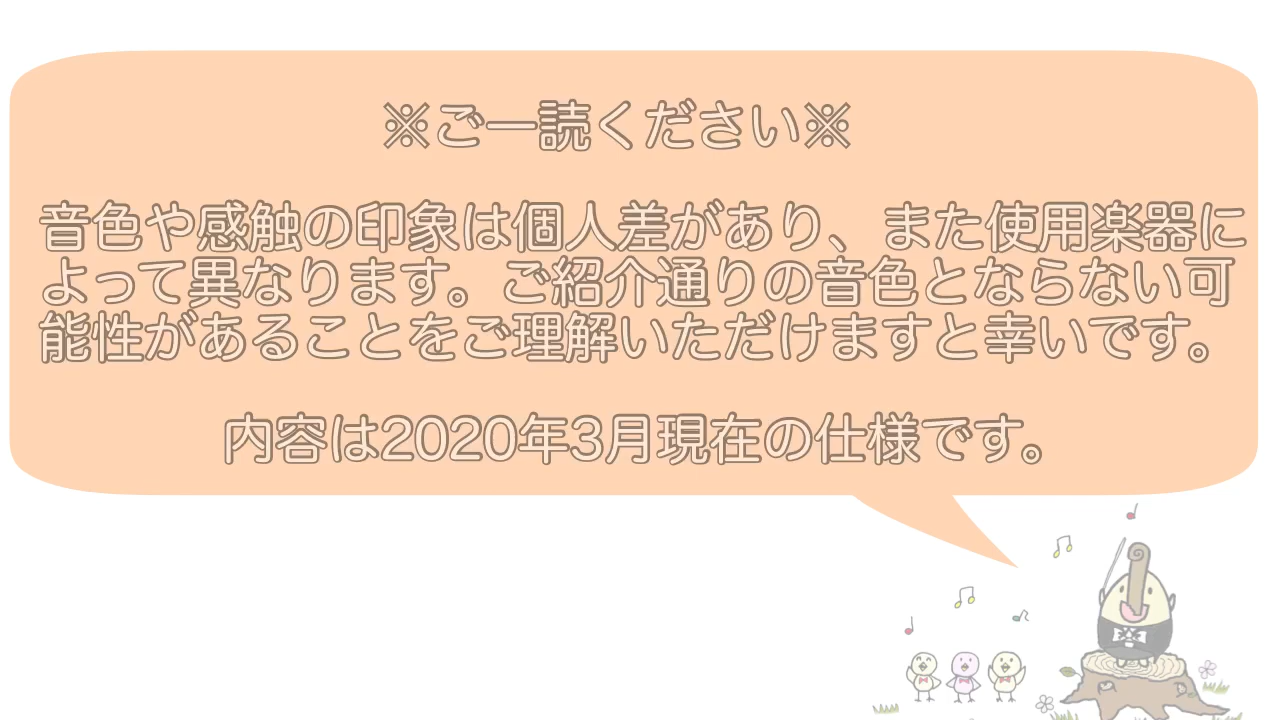 ※ご一読ください※
音色や感触の印象は個人差があり、また使用楽器に
よって異なります。ご紹介通りの音色とならない可
能性があることをご理解いただけますと幸いです。
内容は2020年3月現在の仕様です。